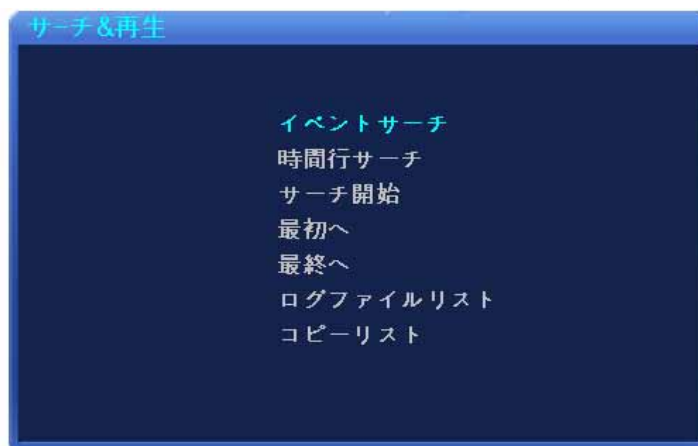 サーチ&再生
イベントサーチ
時間行サーチ
サーチ開始
最初へ
最終へ
ログファイルリスト
コピーリスト